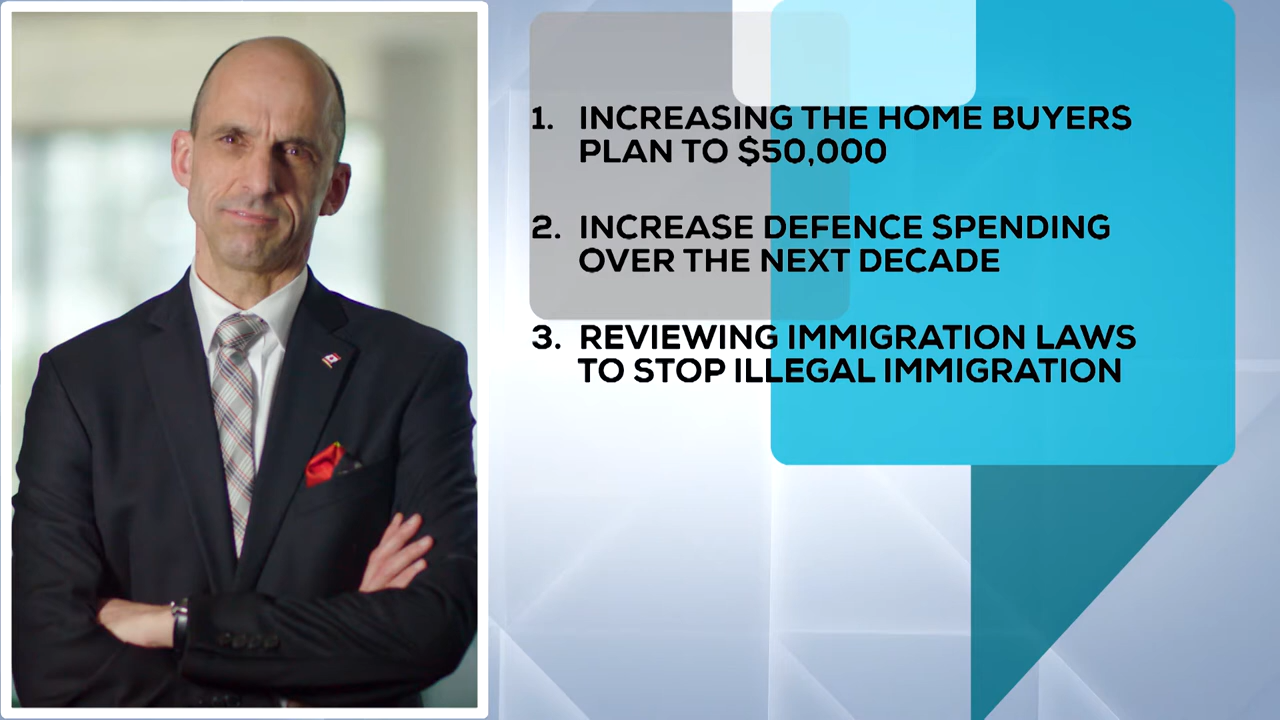 1. INCREASING THE HOME BUYERS
PLAN TO $50,000
2. INCREASE DEFENCE SPENDING
OVER THE NEXT DECADE
3. REVIEWING IMMIGRATION LAWS
TO STOP ILLEGAL IMMIGRATION